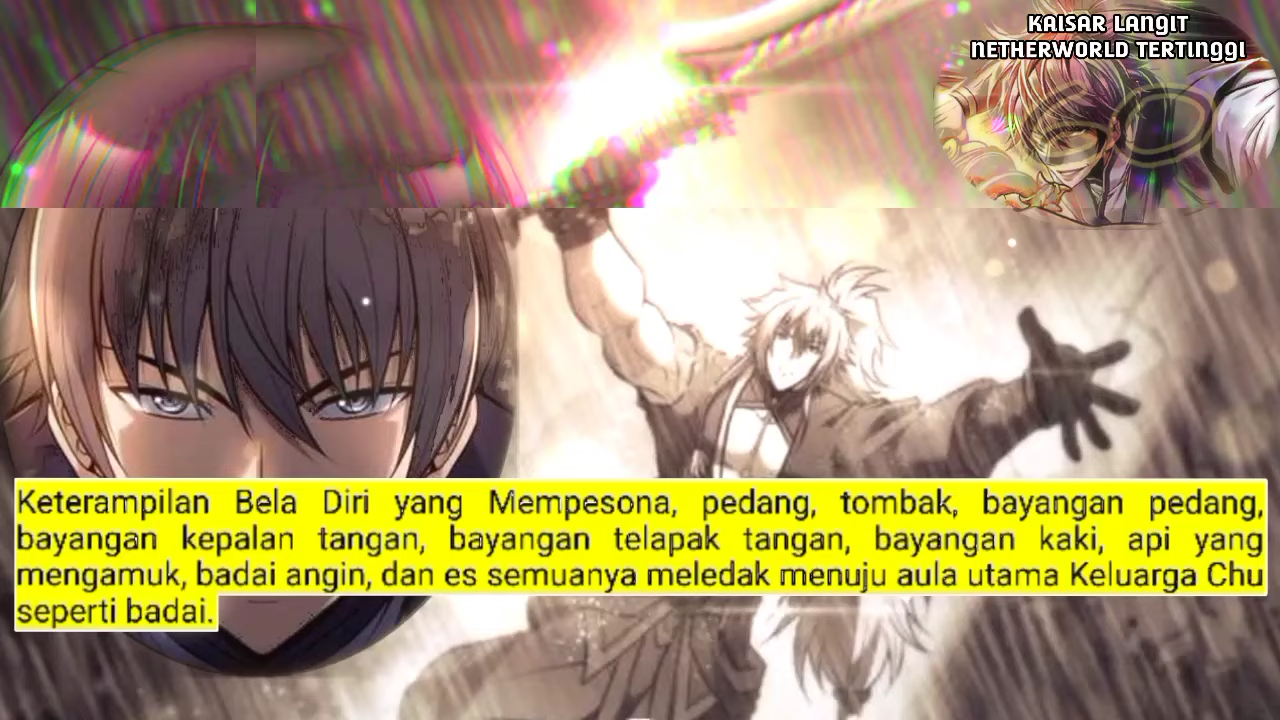 KAISAR LANGIT
NETHERWORLD TERTINGGI
60
Keterampilan Bela Diri yang Mempesona, pedang, tombak, bayangan pedang,
bayangan kepalan tangan, bayangan telapak tangan, bayangan kaki, api yang
mengamuk, badai angin, dan es semuanya meledak menuju aula utama Keluarga Chu
seperti badai.